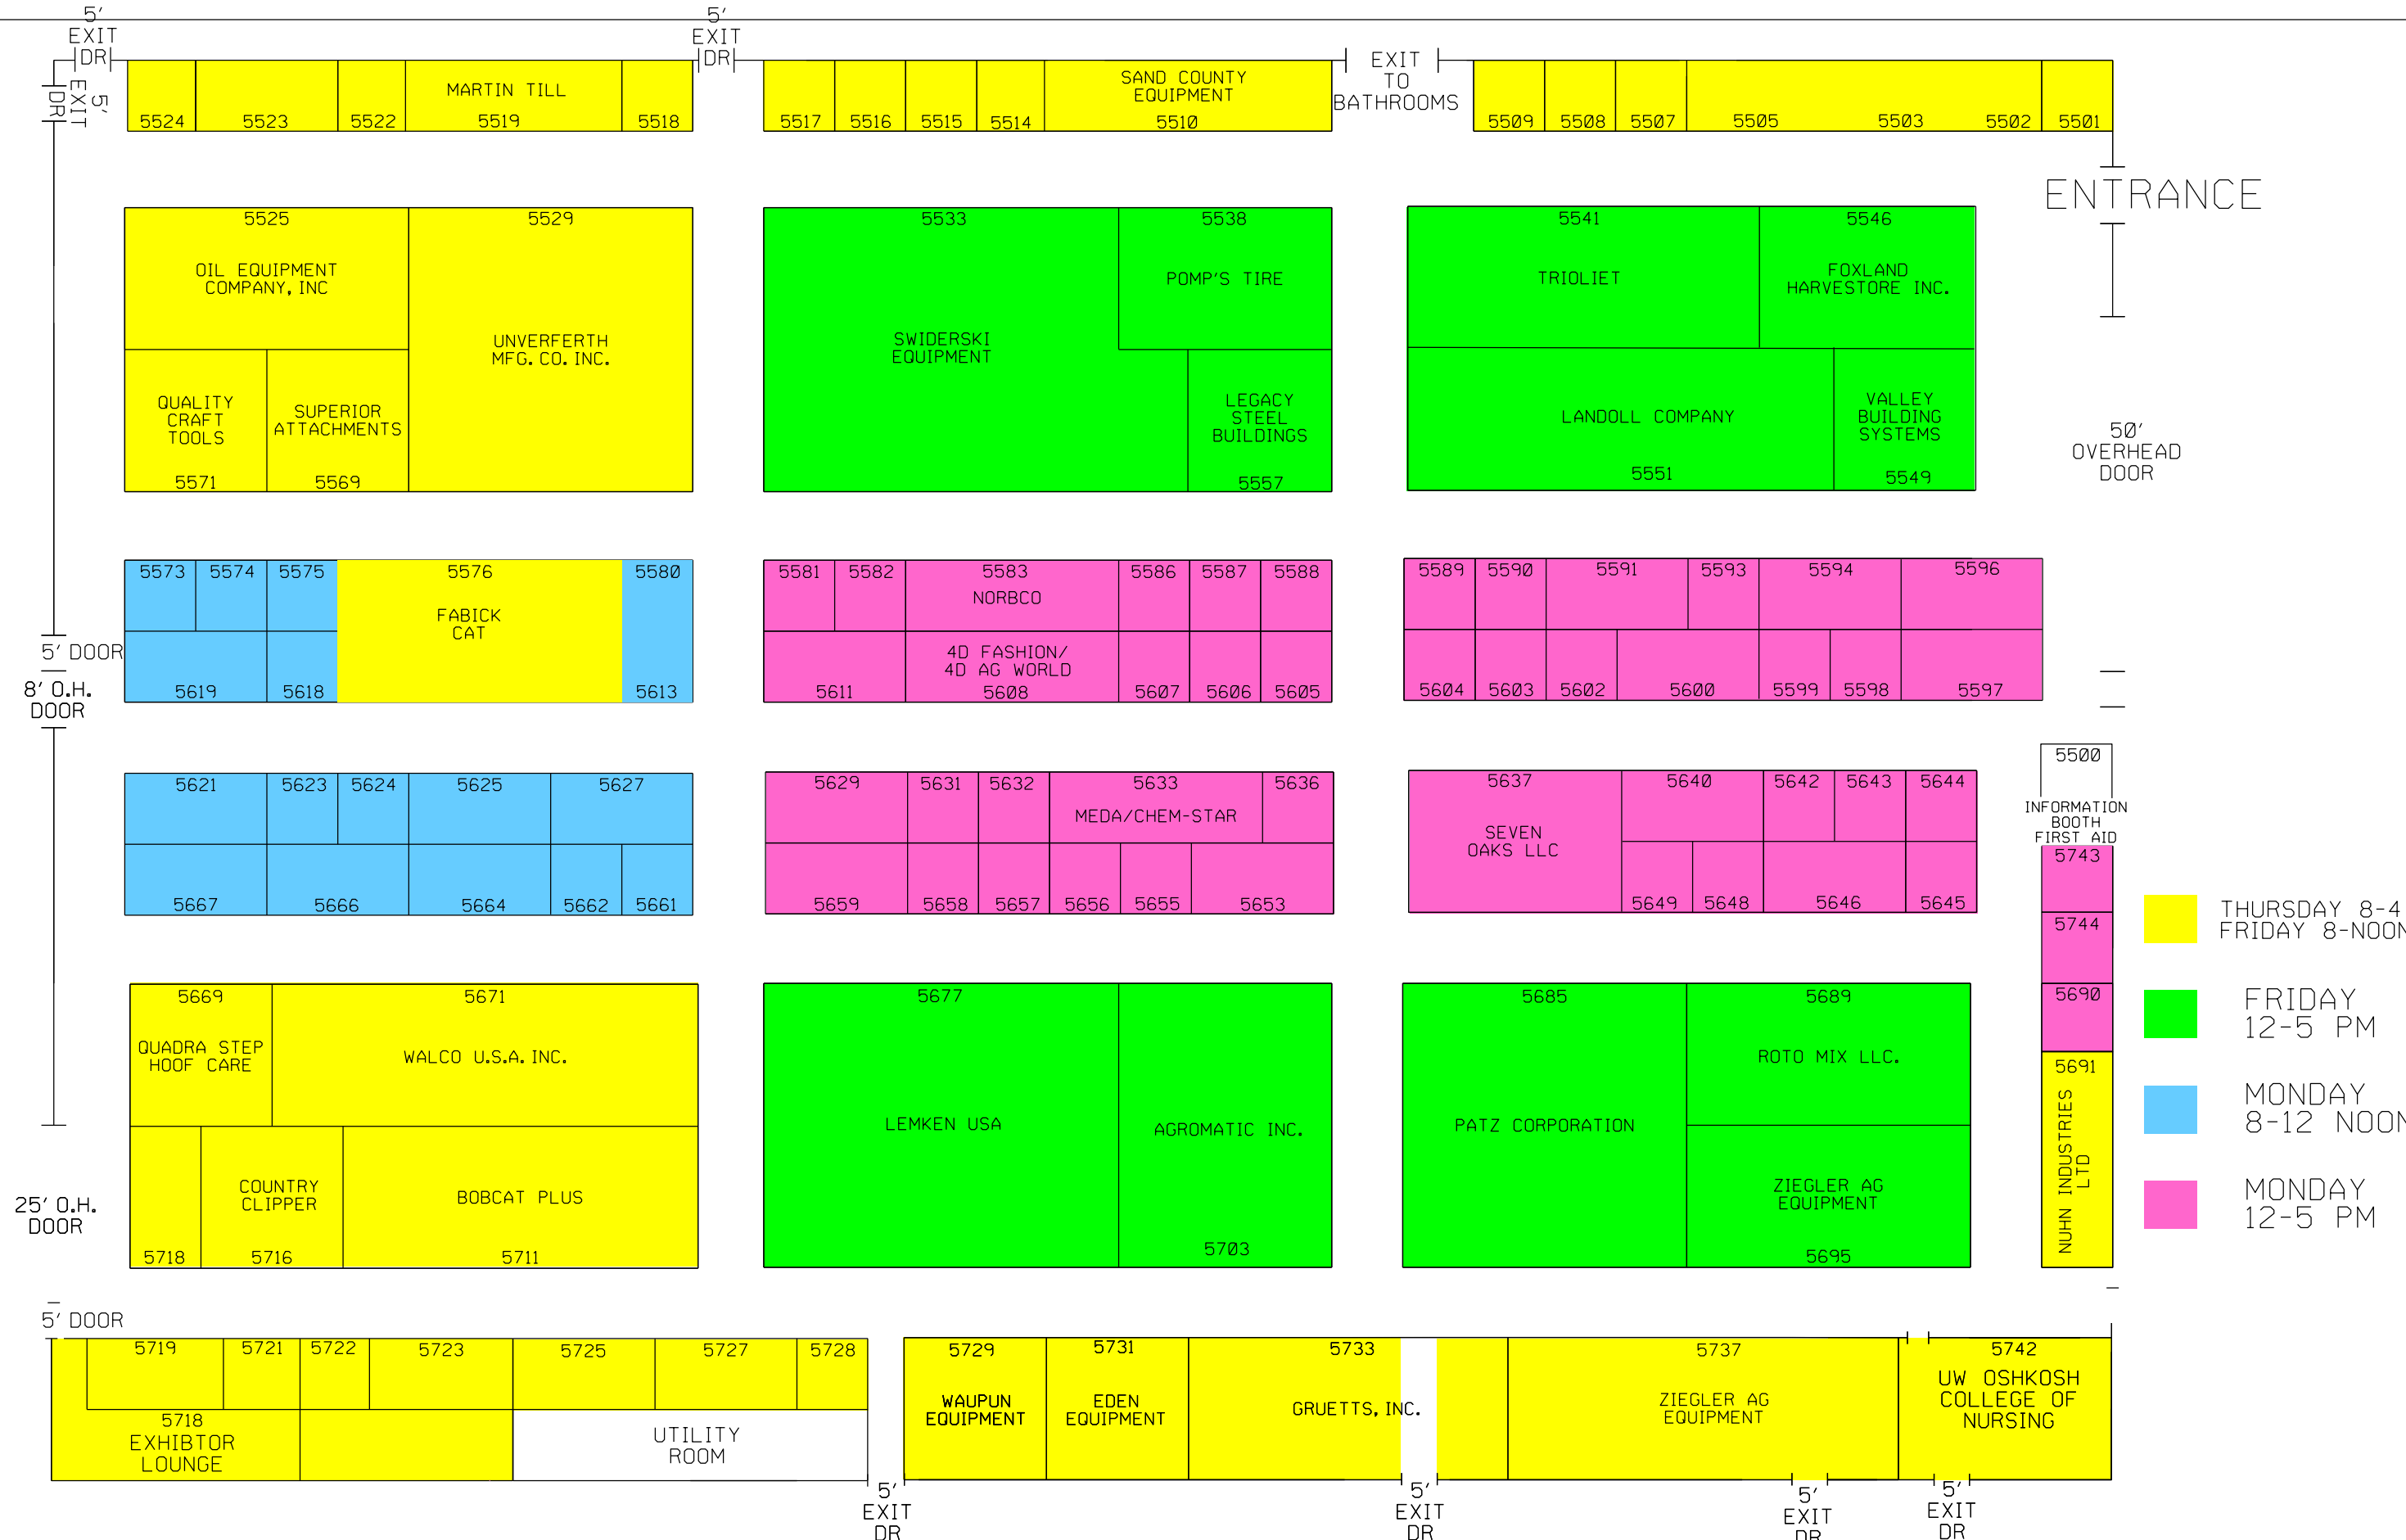 5'
EXIT
DR
5'
EXIT
DR
5'
EXIT
DR
EXIT
TO
BATHROOMS
5524
5523
5522
MARTIN TILL
5519
5518
5517
5516
5515
5514
SAND COUNTY
EQUIPMENT
5510
5509
5508
5507
5505
5503
5502
5501
ENTRANCE
5525
OIL EQUIPMENT
COMPANY, INC
5529
UNVERFERTH
MFG. CO. INC.
QUALITY
CRAFT
TOOLS
5571
SUPERIOR
ATTACHMENTS
5569
5533
SWIDERSKI
EQUIPMENT
5538
POMP'S TIRE
LEGACY
STEEL
BUILDINGS
5557
5541
TRIOLIET
5546
FOXLAND
HARVESTORE INC.
LANDOLL COMPANY
5551
VALLEY
BUILDING
SYSTEMS
5549
50'
OVERHEAD
DOOR
5573
5574
5575
5576
FABICK
CAT
5580
5619
5618
5613
5581
5582
5583
NORBCO
5586
5587
5588
5611
4D FASHION/
4D AG WORLD
5608
5607
5606
5605
5589
5590
5591
5593
5594
5596
5604
5603
5602
5600
5599
5598
5597
5' DOOR
8' O.H.
DOOR
5621
5623
5624
5625
5627
5667
5666
5664
5662
5661
5629
5631
5632
5633
MEDA/CHEM-STAR
5636
5659
5658
5657
5656
5655
5653
5637
SEVEN
OAKS LLC
5640
5642
5643
5644
5649
5648
5646
5645
5500
INFORMATION
BOOTH
FIRST AID
5743
5744
5690
5691
NUHN INDUSTRIES
LTD
THURSDAY 8-4
FRIDAY 8-NOON
FRIDAY
12-5 PM
MONDAY
8-12 NOON
MONDAY
12-5 PM
5669
QUADRA STEP
HOOF CARE
5671
WALCO U.S.A. INC.
5718
COUNTRY
CLIPPER
5716
BOBCAT PLUS
5711
5677
LEMKEN USA
AGROMATIC INC.
5703
5685
PATZ CORPORATION
5689
ROTO MIX LLC.
ZIEGLER AG
EQUIPMENT
5695
25' O.H.
DOOR
5' DOOR
5719
5721
5722
5723
5725
5727
5728
5718
EXHIBTOR
LOUNGE
UTILITY
ROOM
5729
WAUPUN
EQUIPMENT
5731
EDEN
EQUIPMENT
5733
GRUETTS, INC.
5737
ZIEGLER AG
EQUIPMENT
5742
UW OSHKOSH
COLLEGE OF
NURSING
5'
EXIT
DR
5'
EXIT
DR
5'
EXIT
DR
5'
EXIT
DR